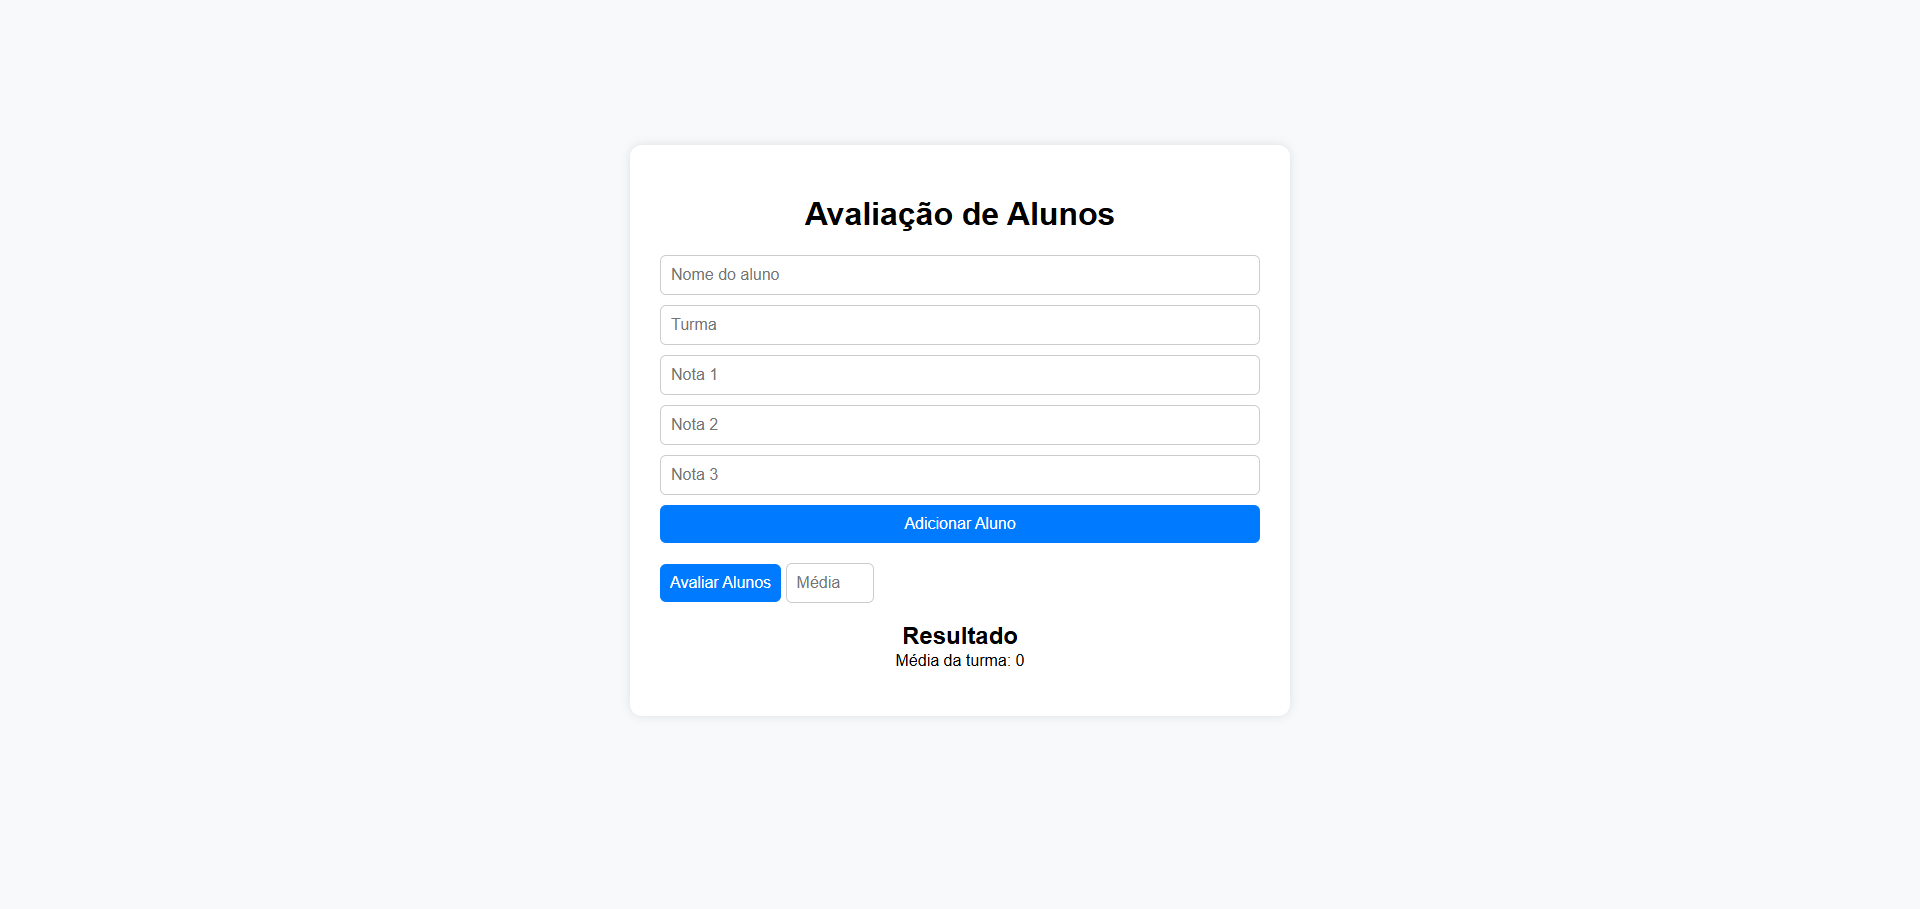 Avaliação de Alunos
Nome do aluno
Turma
Nota 1
Nota 2
Nota 3
Adicionar Aluno
Avaliar Alunos Média
Resultado
Média da turma: 0